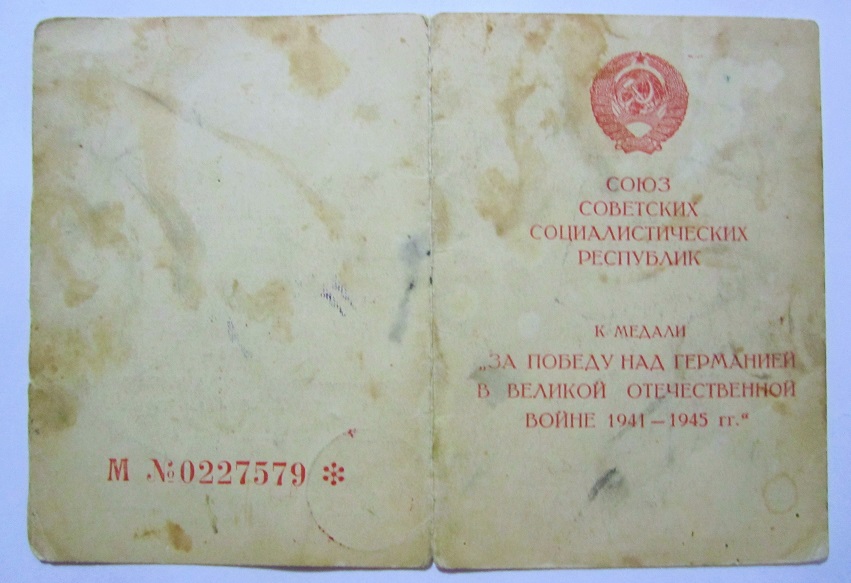 М №0227579 *
СОЮЗ
СОВЕТСКИХ
СОЦИАЛИСТИЧЕСКИХ
РЕСПУБЛИК
К МЕДАЛИ
„ЗА ПОБЕДУ НАД ГЕРМАНИЕЙ
В ВЕЛИКОЙ ОТЕЧЕСТВЕННОЙ
ВОЙНЕ 1941—1945 гг.“